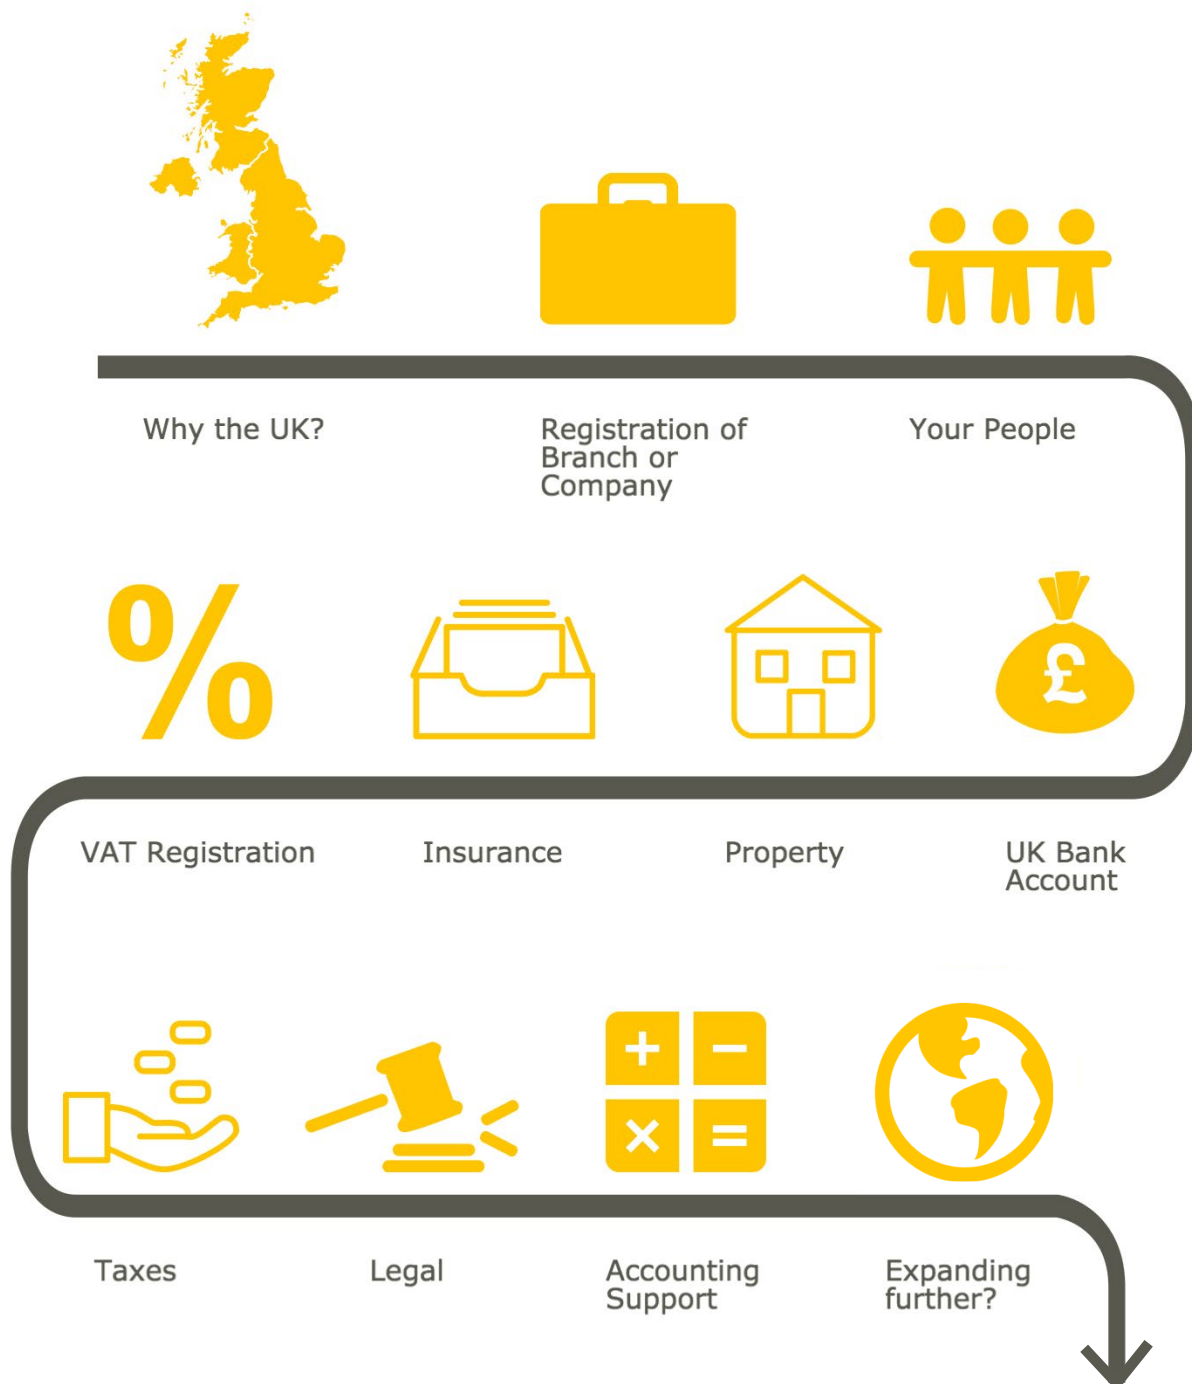 Why the UK?
Registration of
Branch or
Company
Your People
%
£
VAT Registration
Insurance
Property
UK Bank
Account
+ −
× =
Taxes
Legal
Accounting
Support
Expanding
further?